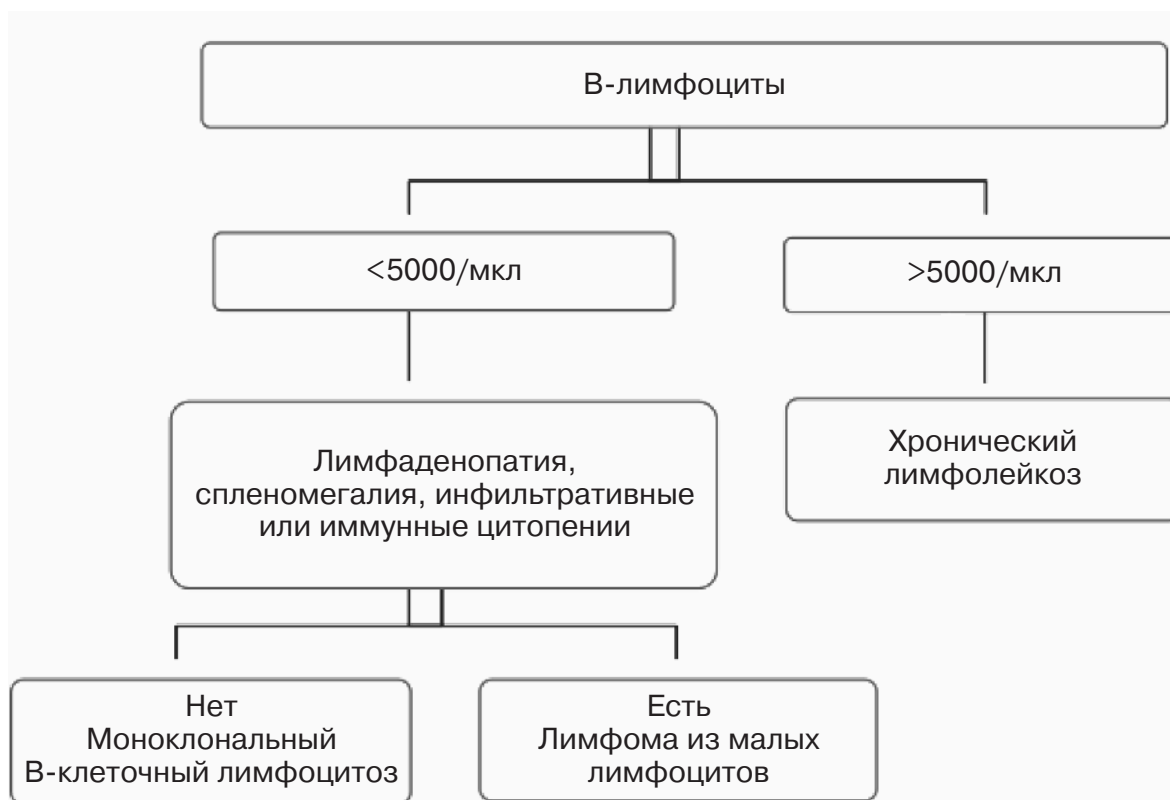 В-лимфоциты
<5000/мкл
>5000/мкл
Лимфаденопатия,
спленомегалия, инфильтративные
или иммунные цитопении
Хронический
лимфолейкоз
Нет
Моноклональный
В-клеточный лимфоцитоз
Есть
Лимфома из малых
лимфоцитов